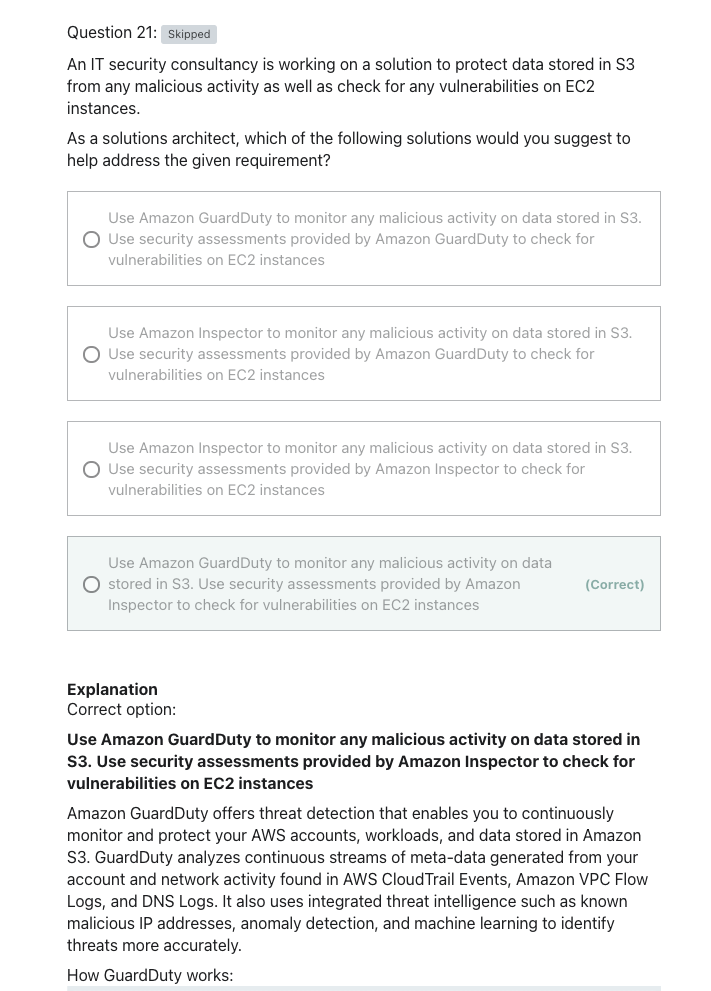 Question 21: Skipped
An IT security consultancy is working on a solution to protect data stored in S3
from any malicious activity as well as check for any vulnerabilities on EC2
instances.
As a solutions architect, which of the following solutions would you suggest to
help address the given requirement?
Use Amazon GuardDuty to monitor any malicious activity on data stored in S3.
Use security assessments provided by Amazon GuardDuty to check for
vulnerabilities on EC2 instances
Use Amazon Inspector to monitor any malicious activity on data stored in S3.
Use security assessments provided by Amazon GuardDuty to check for
vulnerabilities on EC2 instances
Use Amazon Inspector to monitor any malicious activity on data stored in S3.
Use security assessments provided by Amazon Inspector to check for
vulnerabilities on EC2 instances
Use Amazon GuardDuty to monitor any malicious activity on data
stored in S3. Use security assessments provided by Amazon
Inspector to check for vulnerabilities on EC2 instances
(Correct)
Explanation
Correct option:
Use Amazon GuardDuty to monitor any malicious activity on data stored in
S3. Use security assessments provided by Amazon Inspector to check for
vulnerabilities on EC2 instances
Amazon GuardDuty offers threat detection that enables you to continuously
monitor and protect your AWS accounts, workloads, and data stored in Amazon
S3. GuardDuty analyzes continuous streams of meta-data generated from your
account and network activity found in AWS CloudTrail Events, Amazon VPC Flow
Logs, and DNS Logs. It also uses integrated threat intelligence such as known
malicious IP addresses, anomaly detection, and machine learning to identify
threats more accurately.
How GuardDuty works: